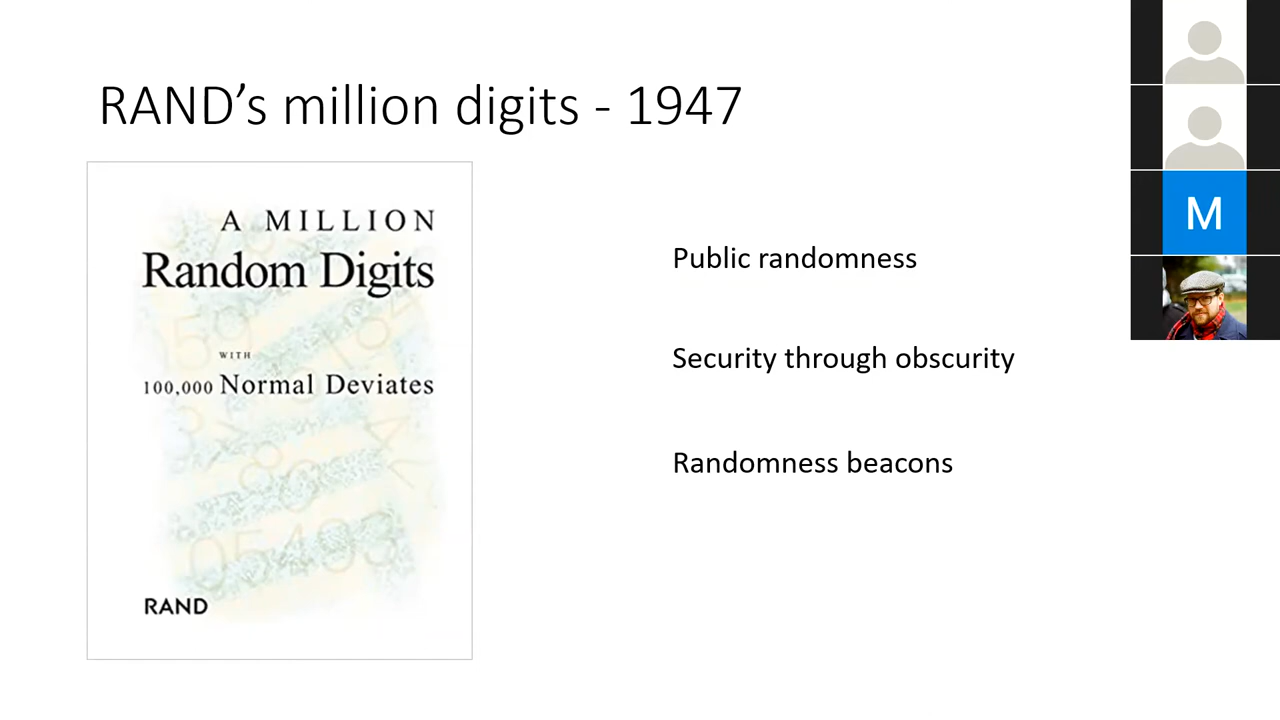 RAND’s million digits - 1947
A MILLION
Random Digits
WITH
100,000 Normal Deviates
RAND
Public randomness
Security through obscurity
Randomness beacons
M